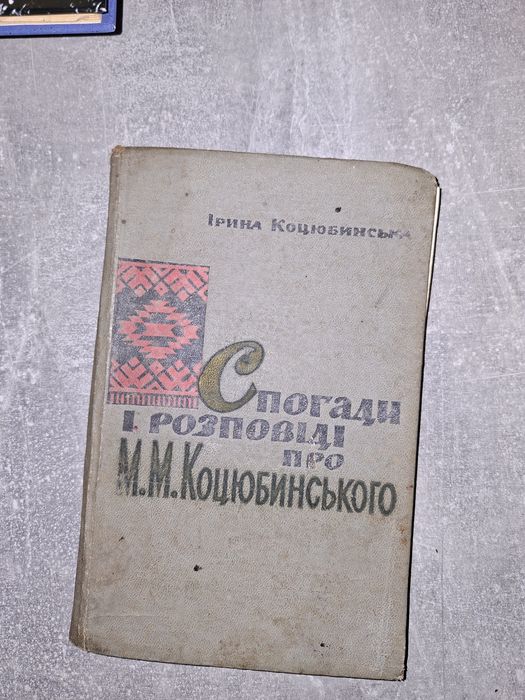 Ірина Коцюбинська
Спогади
і розповіді
про
М.М.Коцюбинського